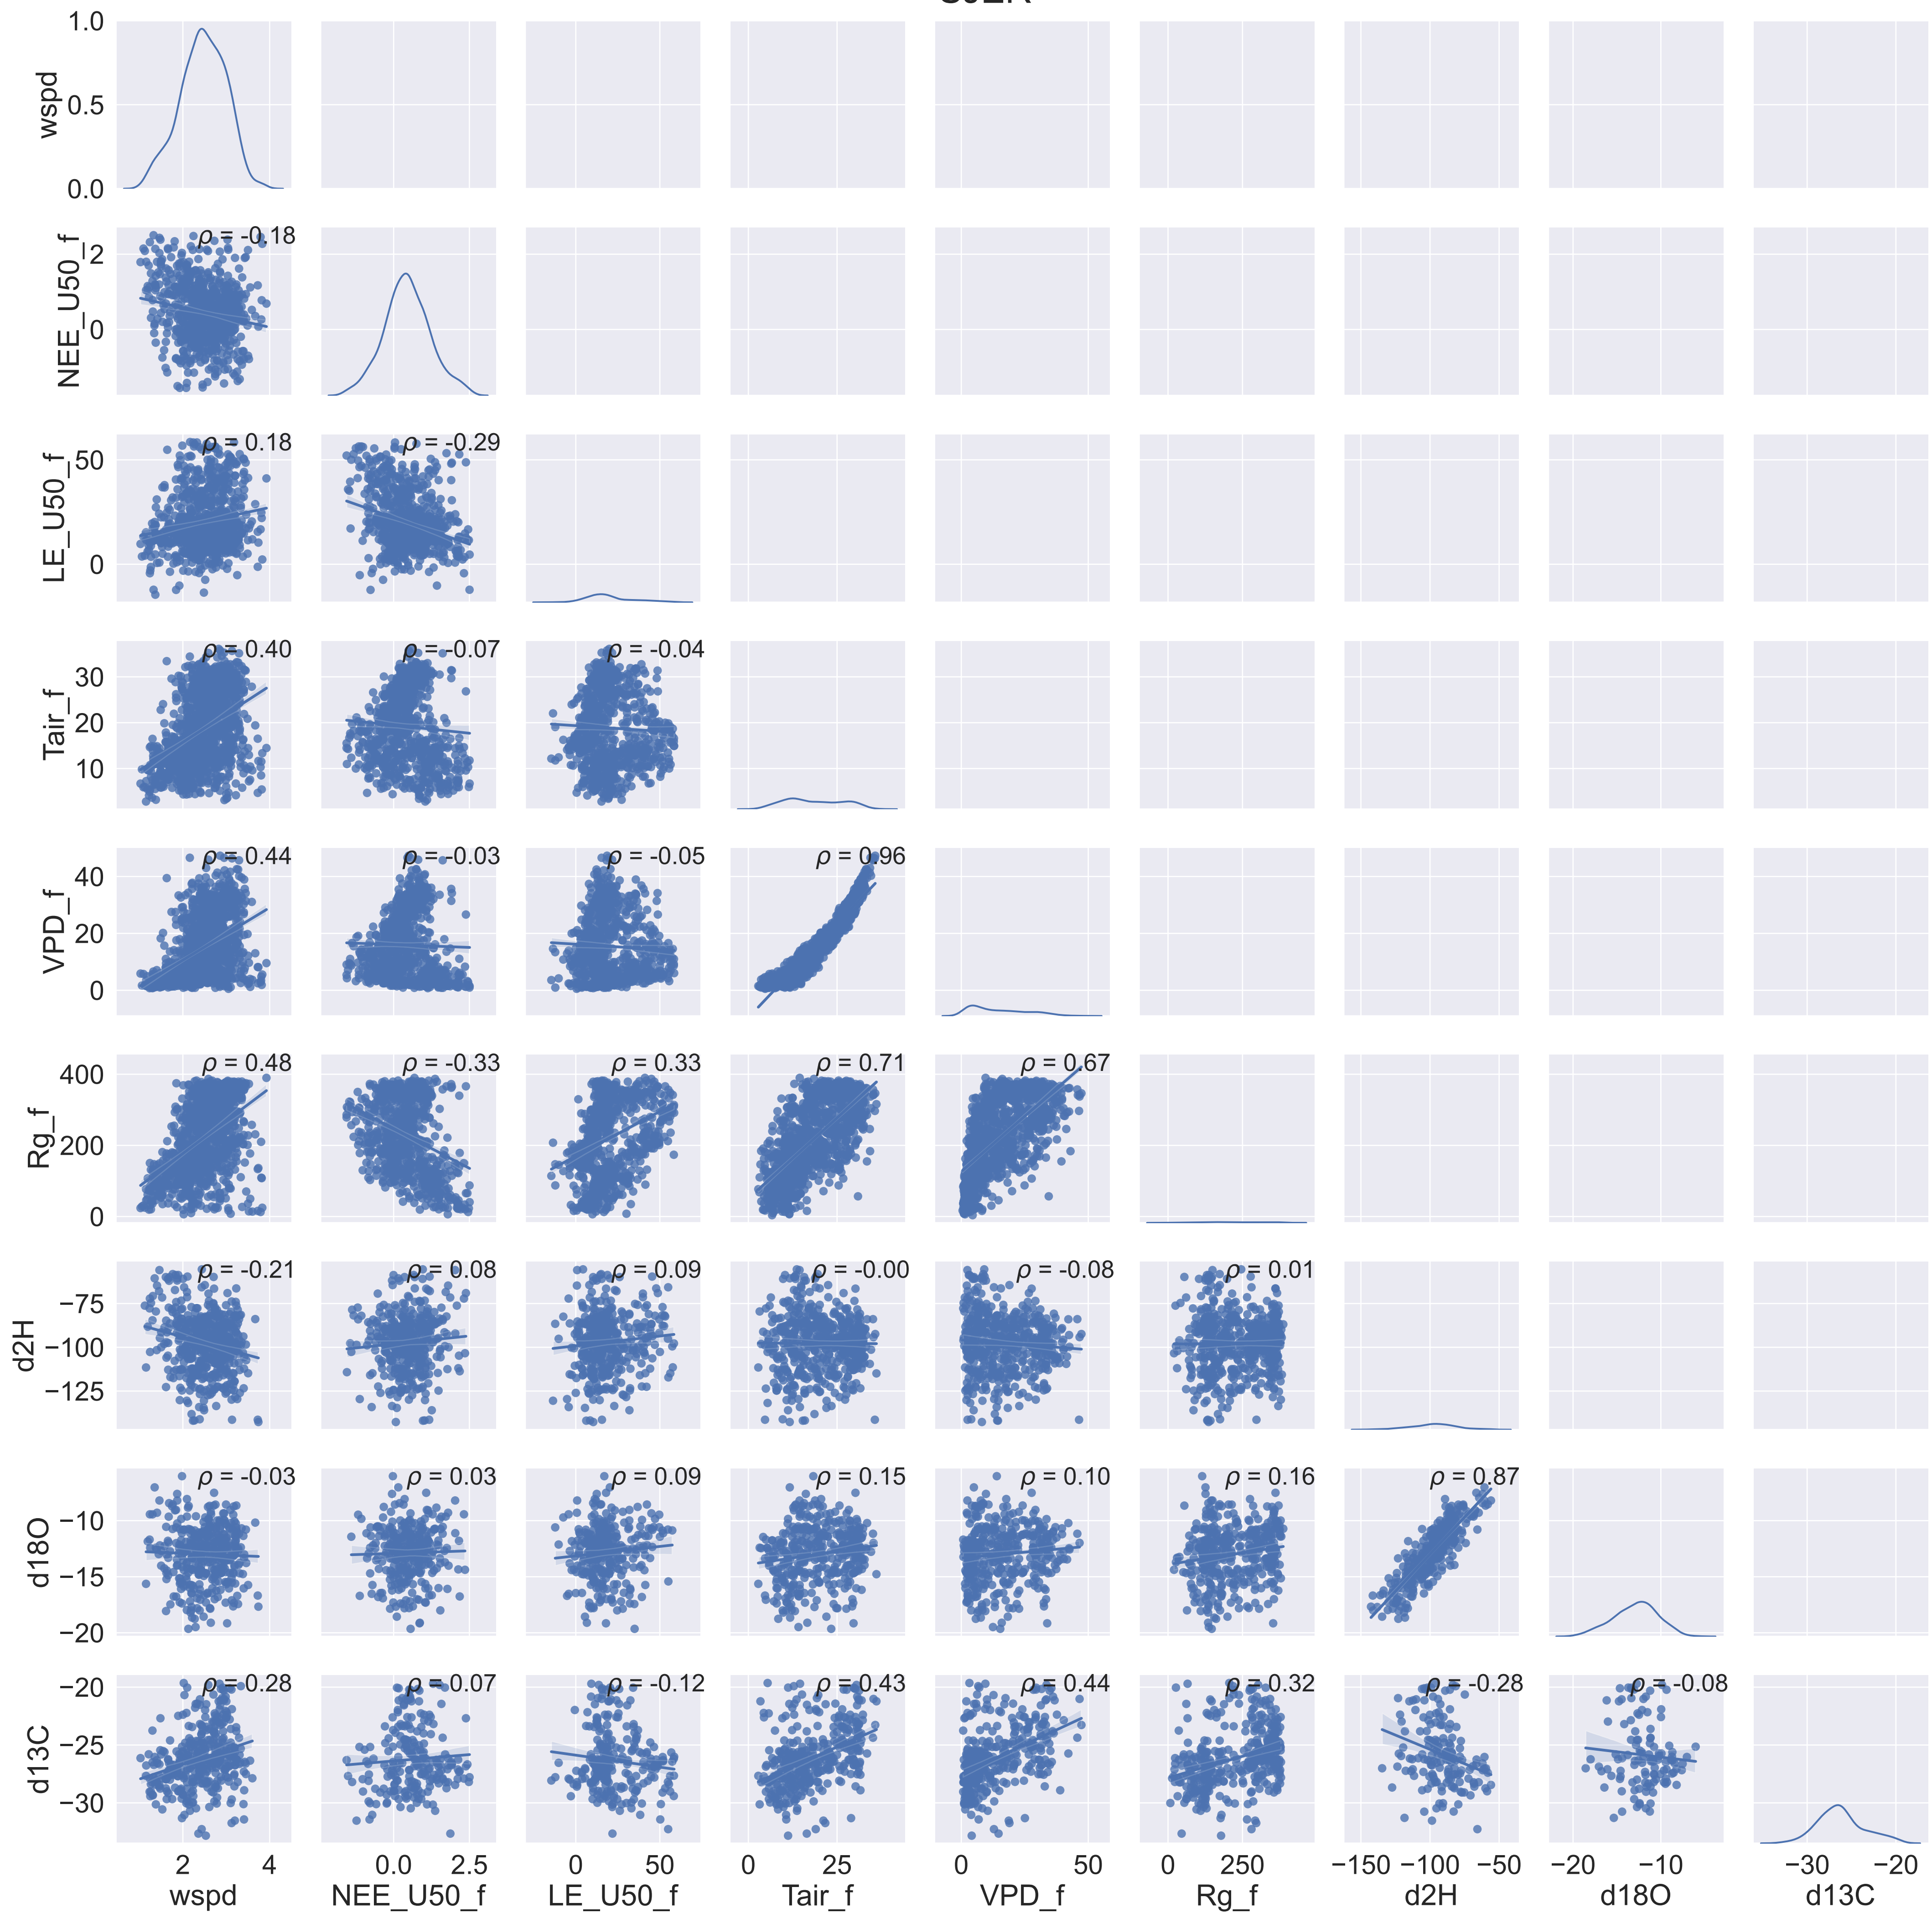 1.0
0.5
0.0
wspd
ρ = -0.18
2
0
NEE_U50_f
ρ = 0.18 ρ = -0.29
50
0
LE_U50_f
ρ = 0.40 ρ = -0.07 ρ = -0.04
30
20
10
Tair_f
ρ = 0.44 ρ = -0.03 ρ = -0.05 ρ = 0.96
40
20
0
VPD_f
ρ = 0.48 ρ = -0.33 ρ = 0.33 ρ = 0.71 ρ = 0.67
400
200
0
Rg_f
ρ = -0.21 ρ = 0.08 ρ = 0.09 ρ = -0.00 ρ = -0.08 ρ = 0.01
−75
−100
−125
d2H
ρ = -0.03 ρ = 0.03 ρ = 0.09 ρ = 0.15 ρ = 0.10 ρ = 0.16 ρ = 0.87
−10
−15
−20
d18O
ρ = 0.28 ρ = 0.07 ρ = -0.12 ρ = 0.43 ρ = 0.44 ρ = 0.32 ρ = -0.28 ρ = -0.08
−20
−25
−30
d13C
2 4 0.0 2.5 0 50 0 25 0 50 0 250 −150 −100 −50 −20 −10 −30 −20
wspd NEE_U50_f LE_U50_f Tair_f VPD_f Rg_f d2H d18O d13C